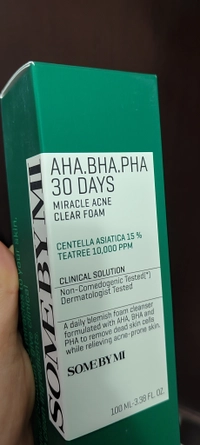 SOME BY MI
AHA.BHA.PHA
30 DAYS
MIRACLE ACNE
CLEAR FOAM
CENTELLA ASIATICA 15 %
TEATREE 10,000 PPM
CLINICAL SOLUTION
Non-Comedogenic Tested(*)
Dermatologist Tested
A daily blemish foam cleanser
formulated with AHA, BHA and
PHA to remove dead skin cells
while relieving acne-prone skin.
SOME BY MI
100 ML·3.38 FL. OZ.
your skin.